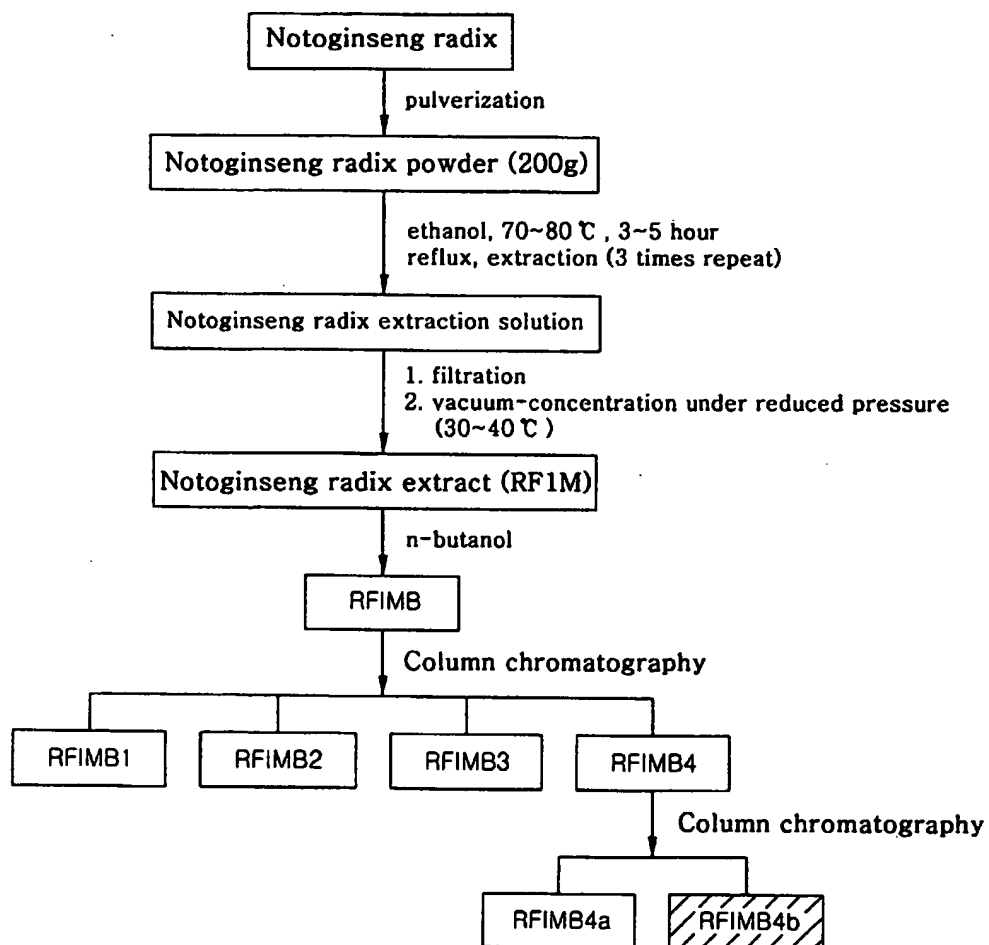 Notoginseng radix
pulverization
Notoginseng radix powder (200g)
ethanol, 70~80 ℃ , 3~5 hour
reflux, extraction (3 times repeat)
Notoginseng radix extraction solution
1. filtration
2. vacuum-concentration under reduced pressure
(30~40 ℃ )
Notoginseng radix extract (RF1M)
n-butanol
RFIMB
Column chromatography
RFIMB1
RFIMB2
RFIMB3
RFIMB4
Column chromatography
RFIMB4a
RFIMB4b